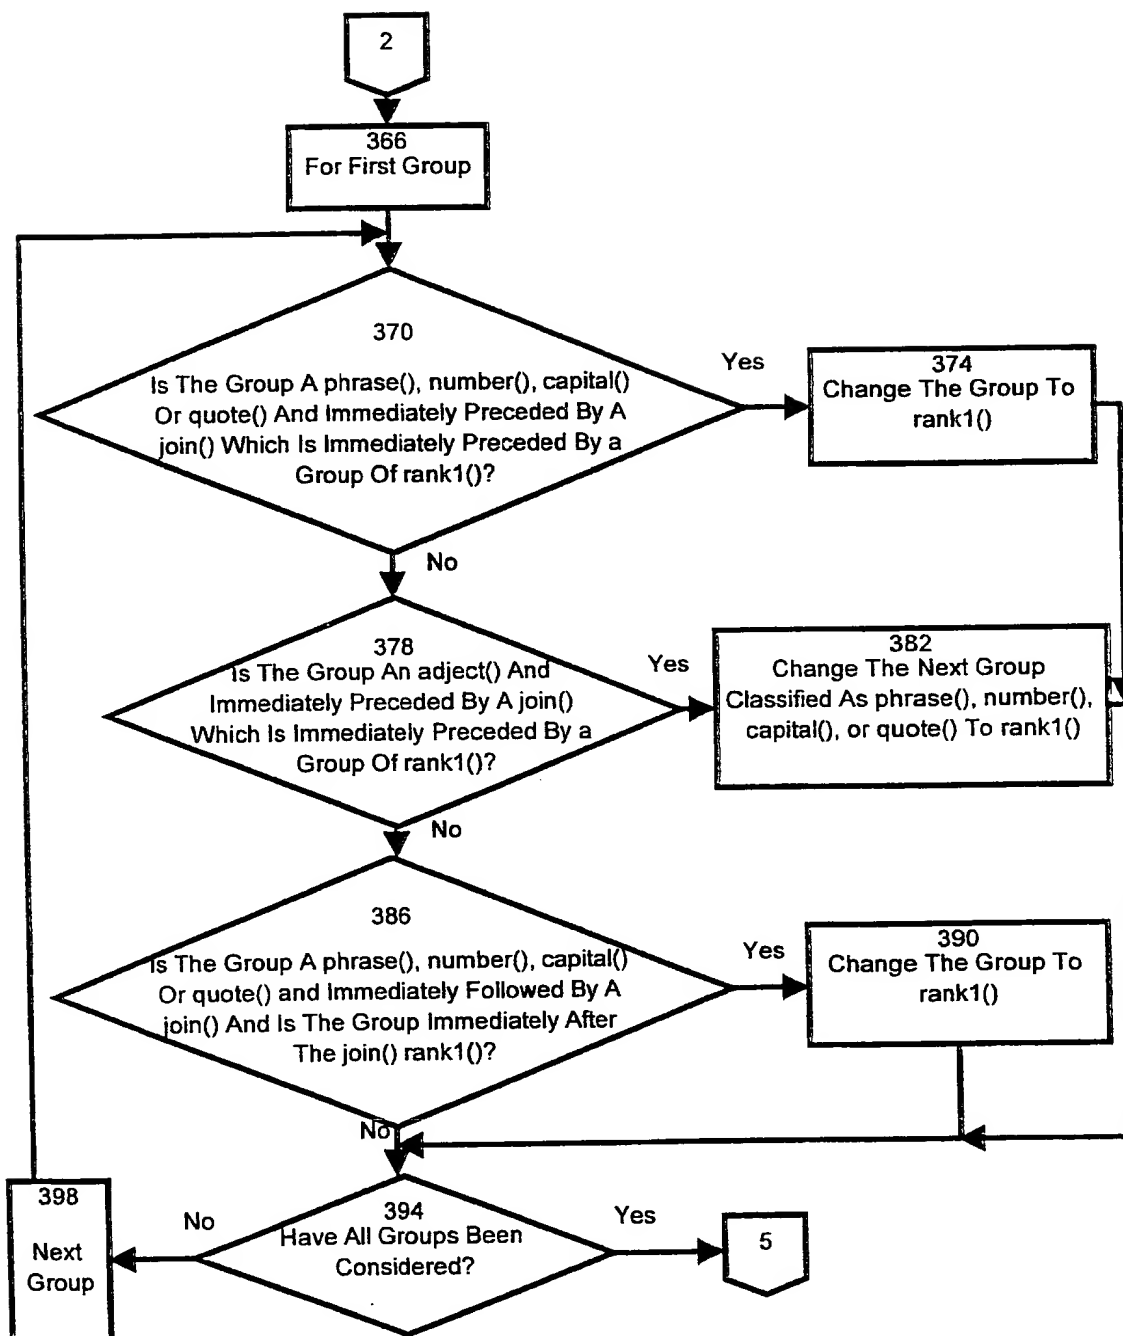 2
366
For First Group
370
Is The Group A phrase(), number(), capital()
Or quote() And Immediately Preceded By A
join() Which Is Immediately Preceded By a
Group Of rank1()?
Yes
374
Change The Group To
rank1()
No
378
Is The Group An adject() And
Immediately Preceded By A join()
Which Is Immediately Preceded By a
Group Of rank1()?
Yes
382
Change The Next Group
Classified As phrase(), number(),
capital(), or quote() To rank1()
No
386
Is The Group A phrase(), number(), capital()
Or quote() and Immediately Followed By A
join() And Is The Group Immediately After
The join() rank1()?
Yes
390
Change The Group To
rank1()
No
394
Have All Groups Been
Considered?
No
398
Next
Group
Yes
5